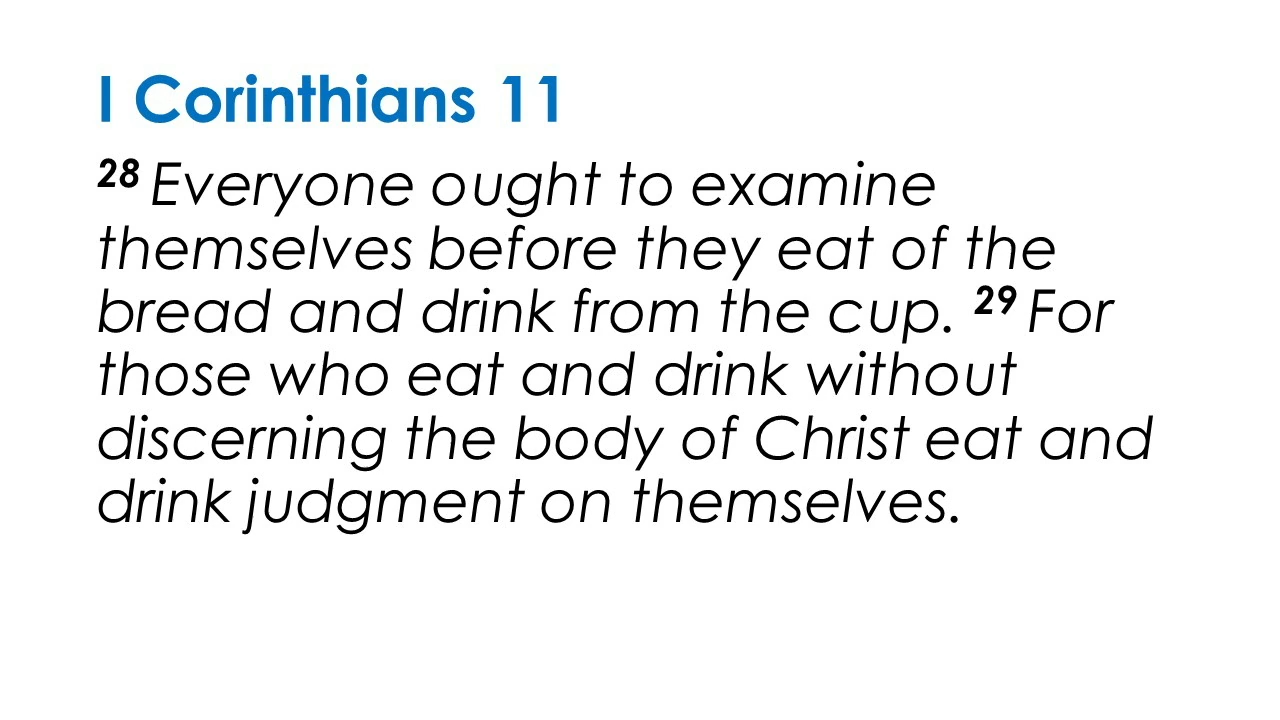 I Corinthians 11
28 Everyone ought to examine
themselves before they eat of the
bread and drink from the cup. 29 For
those who eat and drink without
discerning the body of Christ eat and
drink judgment on themselves.